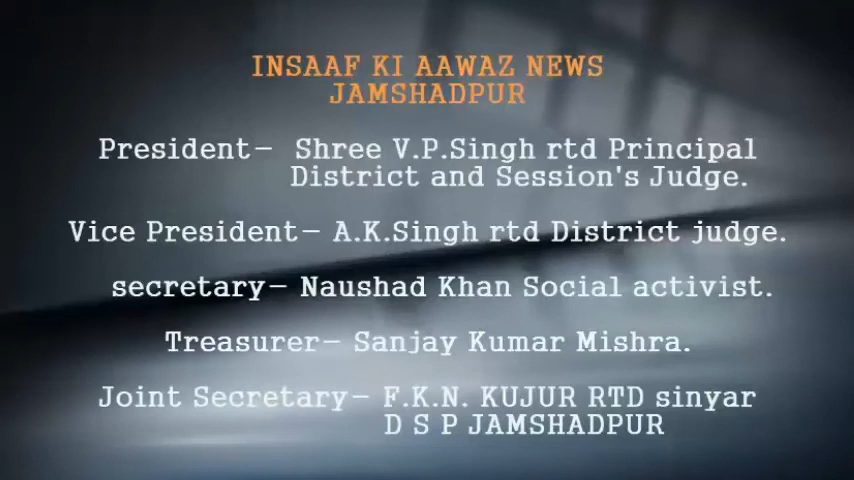 INSAAF KI AAWAZ NEWS
JAMSHADPUR
President- Shree V.P.Singh rtd Principal
District and Session's Judge.
Vice President- A.K.Singh rtd District judge.
secretary- Naushad Khan Social activist.
Treasurer- Sanjay Kumar Mishra.
Joint Secretary- F.K.N. KUJUR RTD sinyar
D S P JAMSHADPUR